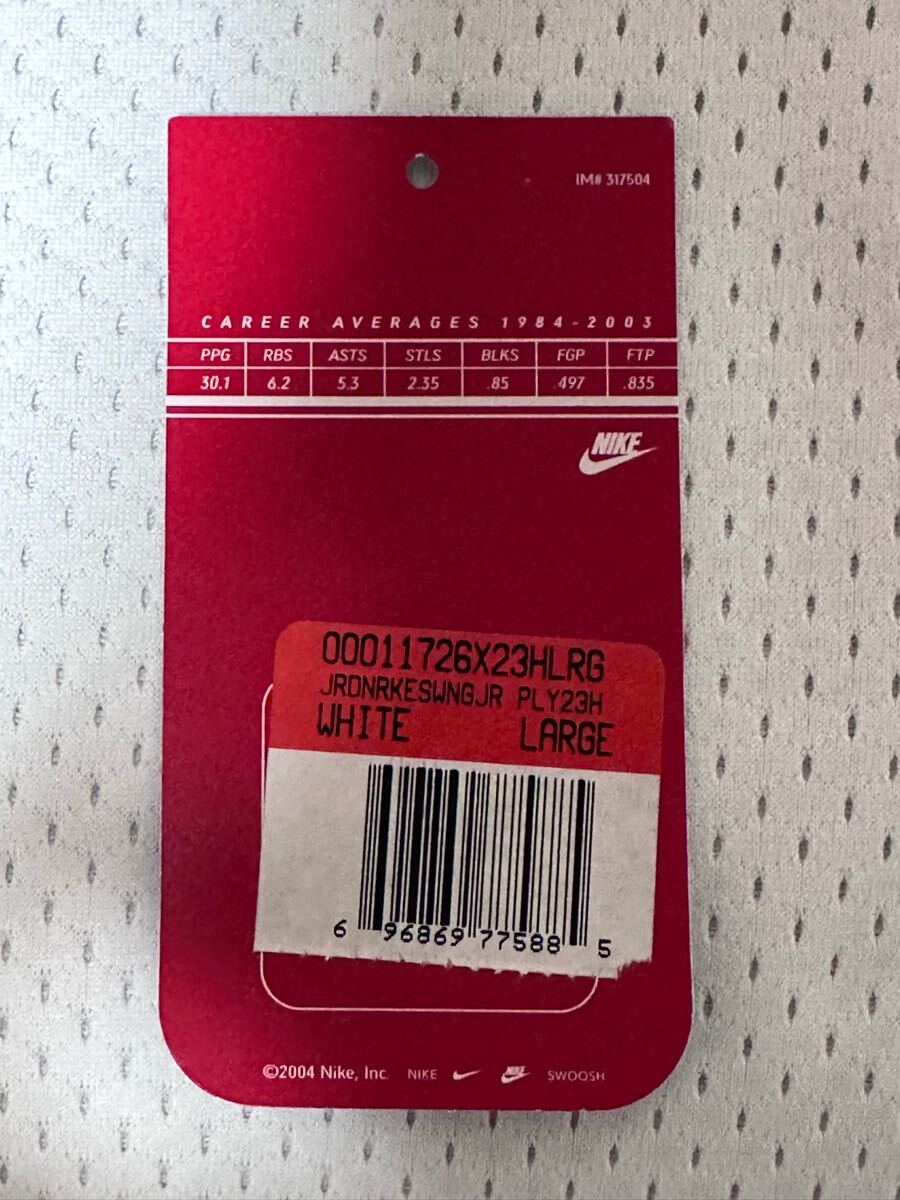 IM# 317504
CAREER AVERAGES 1984-2003
PPG RBS ASTS STLS BLKS FGP FTP
30.1 6.2 5.3 2.35 .85 .497 .835
NIKE
00011726X23HLRG
JRDNRKESWNGJR PLY23H
WHITE LARGE
6 96869 77588 5
©2004 Nike, Inc. NIKE NIKE SWOOSH